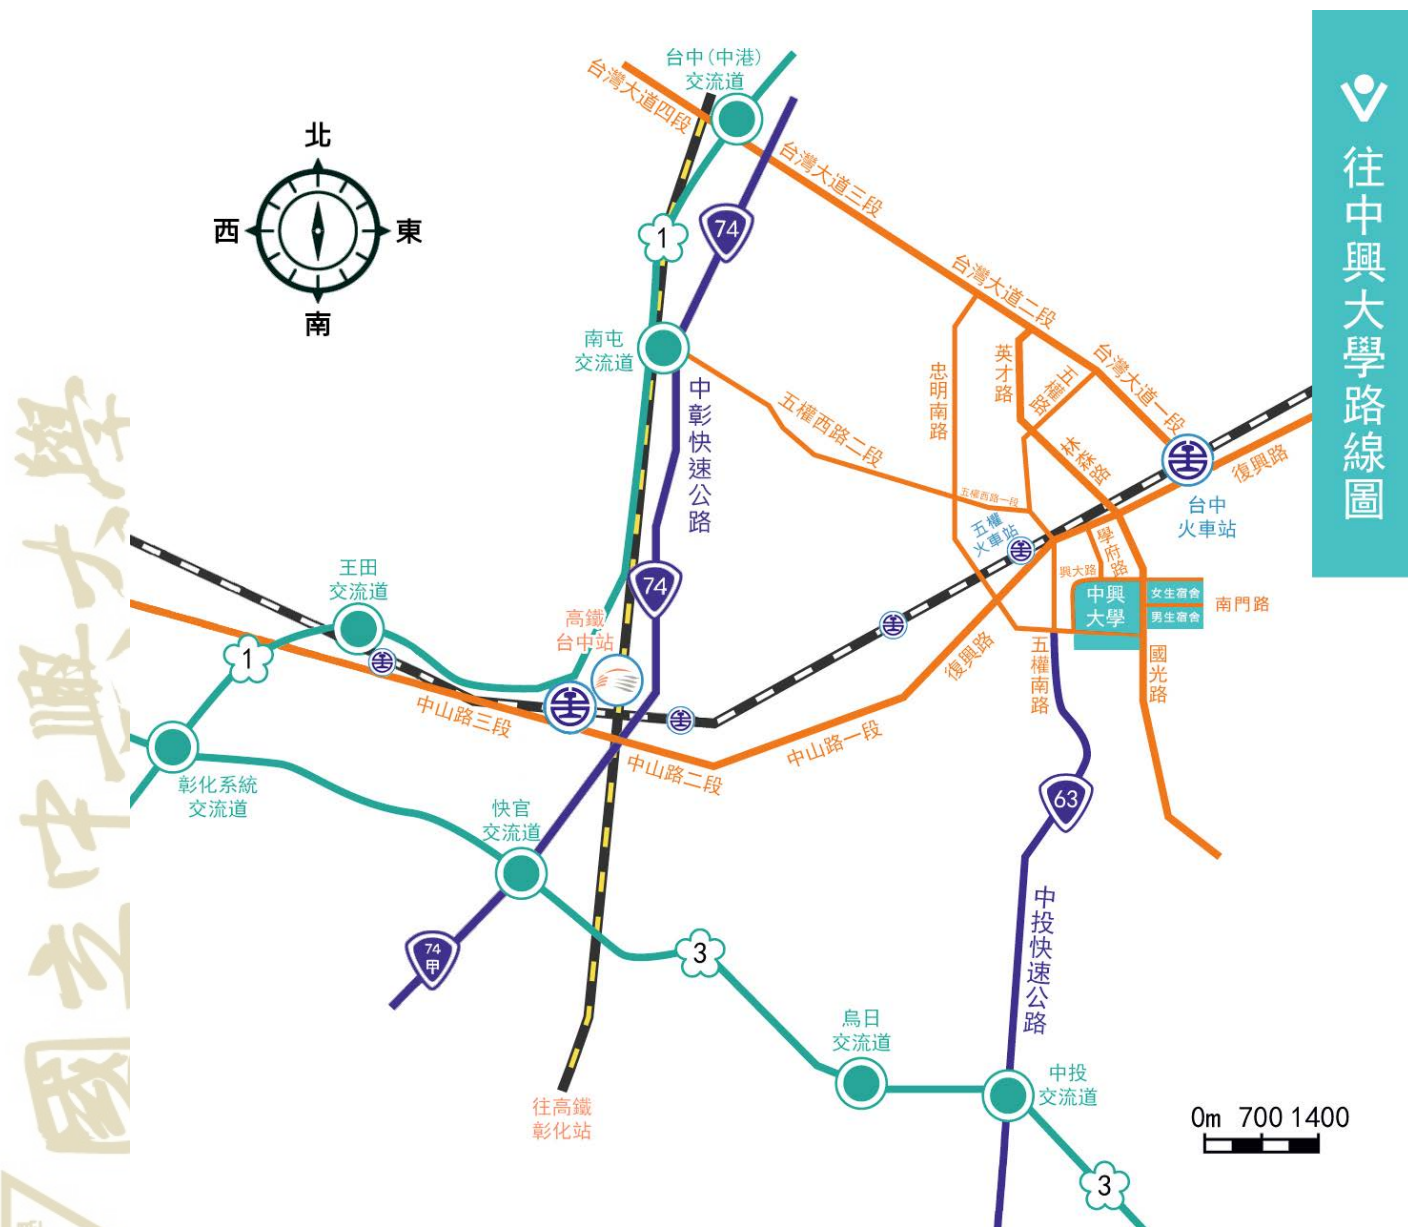 往中興大學路線圖
北
西
東
南
台中(中港)
交流道
台灣大道四段
台灣大道三段
台灣大道二段
台灣大道一段
1
74
南屯
交流道
中彰快速公路
五權西路二段
五權西路一段
忠明南路
英才路
五權路
林森路
復興路
台中
火車站
五權
火車站
學府路
興大路
中興
大學
女生宿舍
男生宿舍
南門路
國光路
五權南路
復興路
王田
交流道
1
74
高鐵
台中站
中山路三段
中山路二段
中山路一段
彰化系統
交流道
快官
交流道
74
甲
3
63
中投快速公路
烏日
交流道
中投
交流道
3
往高鐵
彰化站
0m 700 1400
國立中興大學